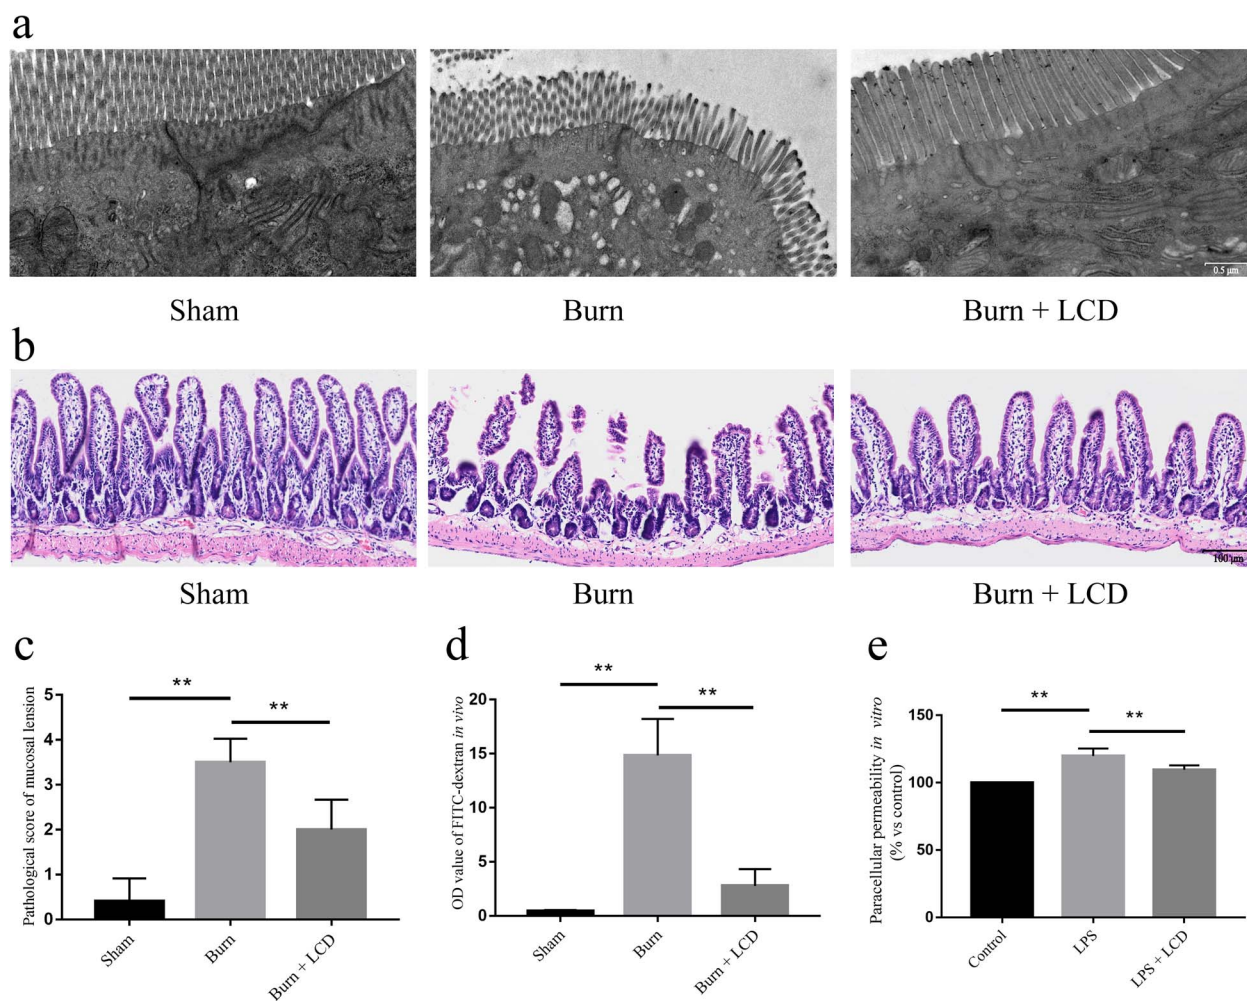 a
0.5 µm
Sham
Burn
Burn + LCD
b
100 µm
Sham
Burn
Burn + LCD
c
Pathological score of mucosal lension
5
4
3
2
1
0
**
**
Sham
Burn
Burn + LCD
d
OD value of FITC-dextran in vivo
20
15
10
5
0
**
**
Sham
Burn
Burn + LCD
e
Paracellular permeability in vitro
(% vs control)
150
100
50
0
**
**
Control
LPS
LPS + LCD